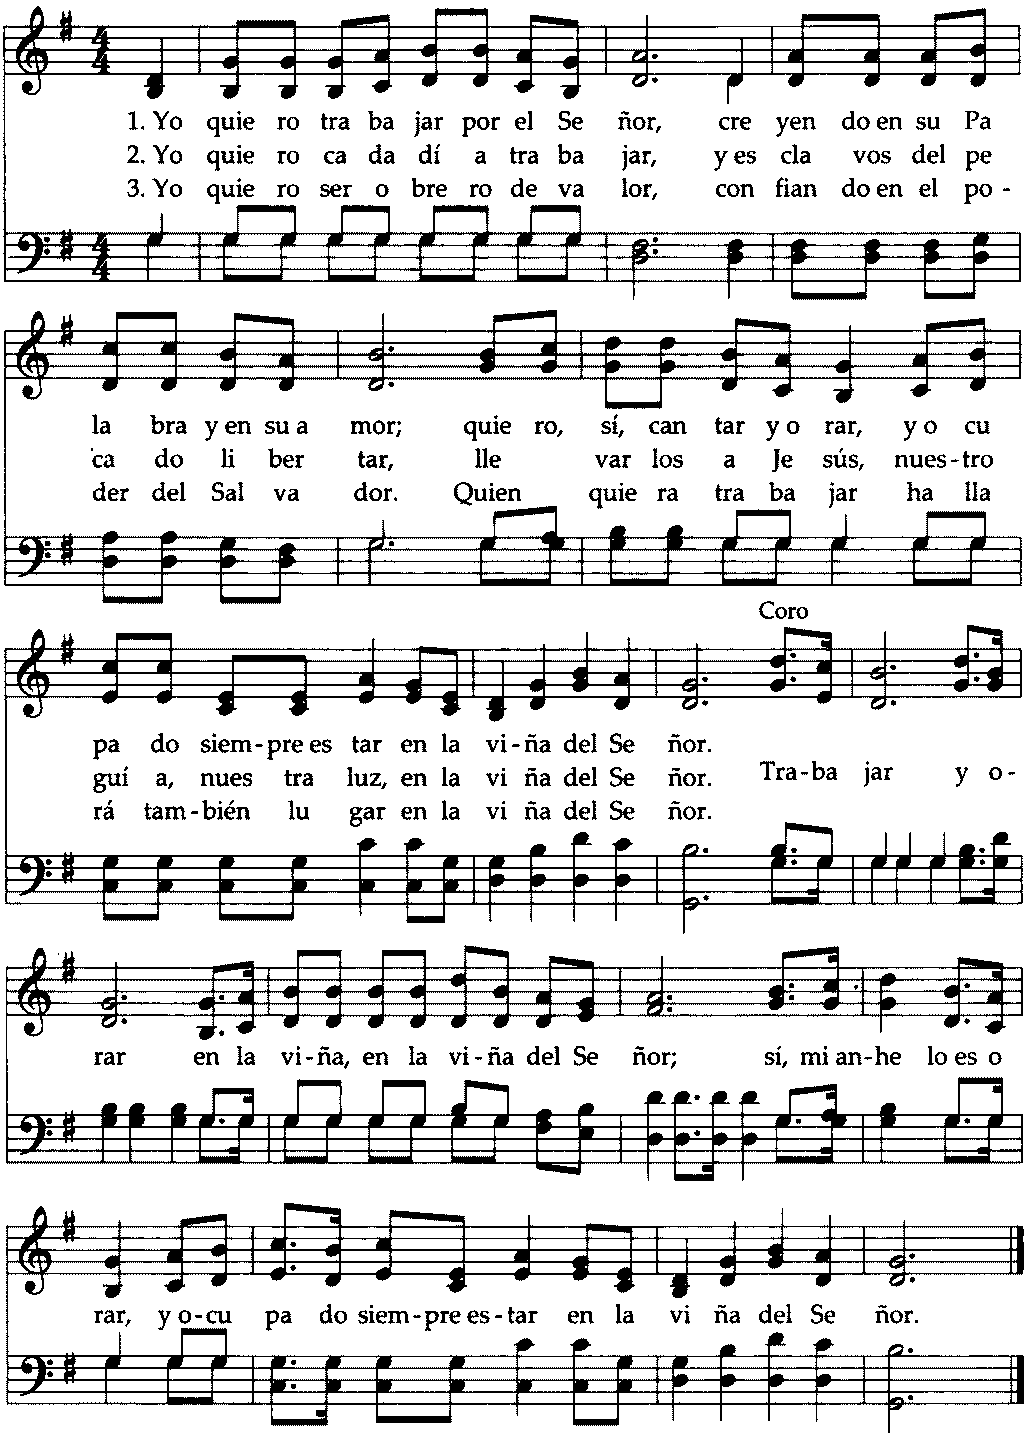 1. Yo quie ro tra ba jar por el Se ñor, cre yen do en su Pa
2. Yo quie ro ca da dí a tra ba jar, y es cla vos del pe
3. Yo quie ro ser o bre ro de va lor, con fian do en el po -
la bra y en su a mor; quie ro, sí, can tar y o rar, y o cu
ca do li ber tar, lle var los a Je sús, nues - tro
der del Sal va dor. Quien quie ra tra ba jar ha lla
Coro
pa do siem - pre es tar en la vi - ña del Se ñor.
guí a, nues tra luz, en la vi ña del Se ñor. Tra - ba jar y o -
rá tam - bién lu gar en la vi ña del Se ñor.
rar en la vi - ña, en la vi - ña del Se ñor; sí, mi an - he lo es o
rar, y o - cu pa do siem - pre es - tar en la vi ña del Se ñor.